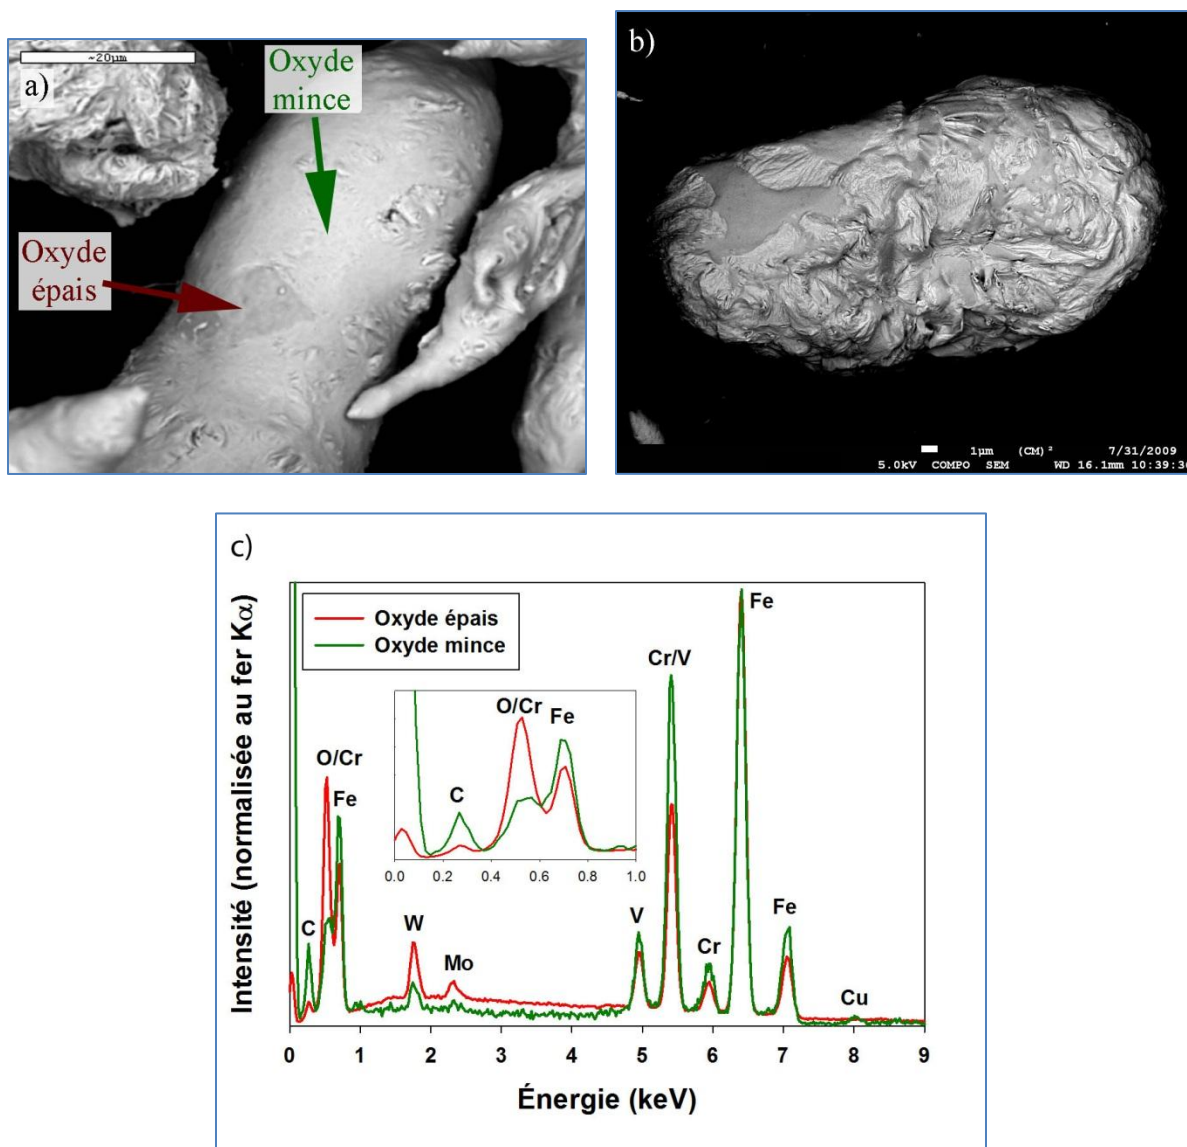 ~20µm
a)
Oxyde
mince
Oxyde
épais
b)
1µm (CM)² 7/31/2009
5.0kV COMPO SEM WD 16.1mm 10:39:36
c)
Intensité (normalisée au fer Kα)
Oxyde épais
Oxyde mince
O/Cr
Fe
C
W
Mo
V
Cr/V
Cr
Fe
Fe
Cu
O/Cr
Fe
C
0.0 0.2 0.4 0.6 0.8 1.0
0 1 2 3 4 5 6 7 8 9
Énergie (keV)